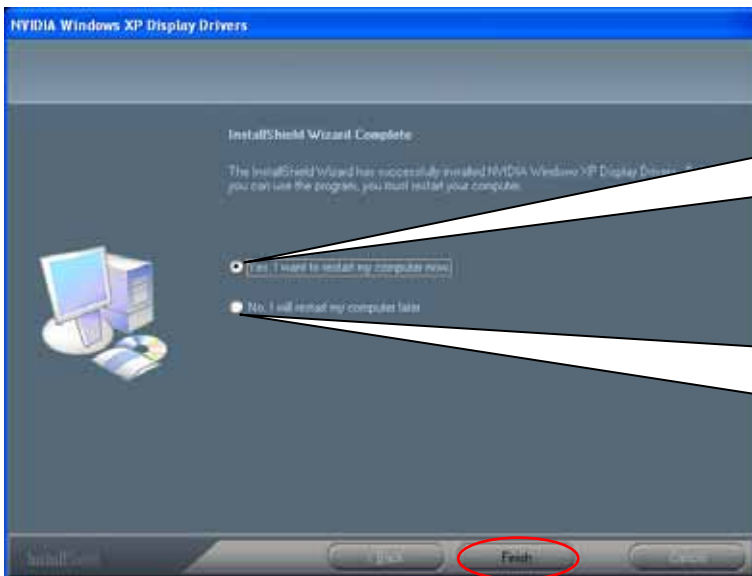 NVIDIA Windows XP Display Drivers
InstallShield Wizard Complete
The InstallShield Wizard has successfully installed NVIDIA Windows XP Display Drivers.
you can use the program, you must restart your computer.
Yes, I want to restart my computer now.
No, I will restart my computer later.
InstallShield
Back
Finish
Cancel